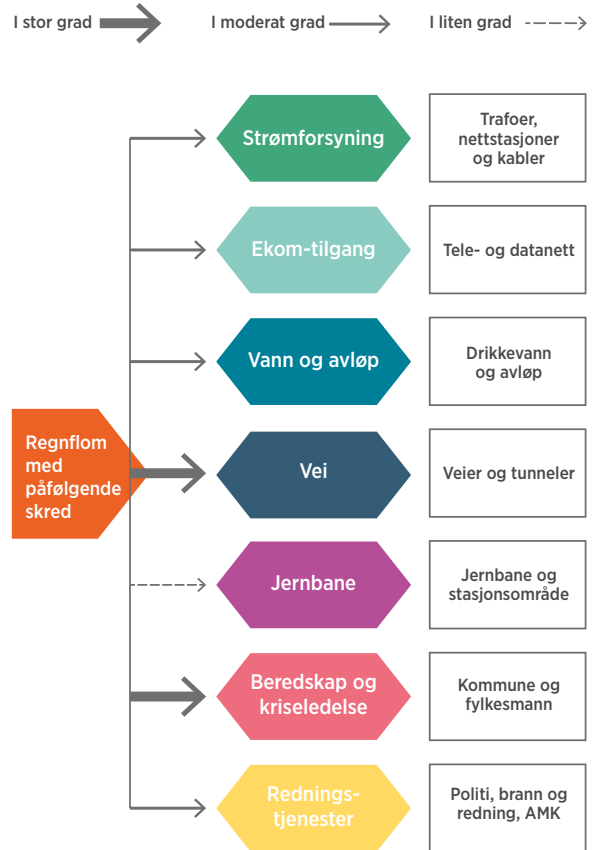 I stor grad
I moderat grad
I liten grad
Strømforsyning
Trafoer,
nettstasjoner
og kabler
Ekom-tilgang
Tele- og datanett
Vann og avløp
Drikkevann
og avløp
Regnflom
med
påfølgende
skred
Vei
Veier og tunneler
Jernbane
Jernbane og
stasjonsområde
Beredskap og
kriseledelse
Kommune og
fylkesmann
Rednings-
tjenester
Politi, brann og
redning, AMK